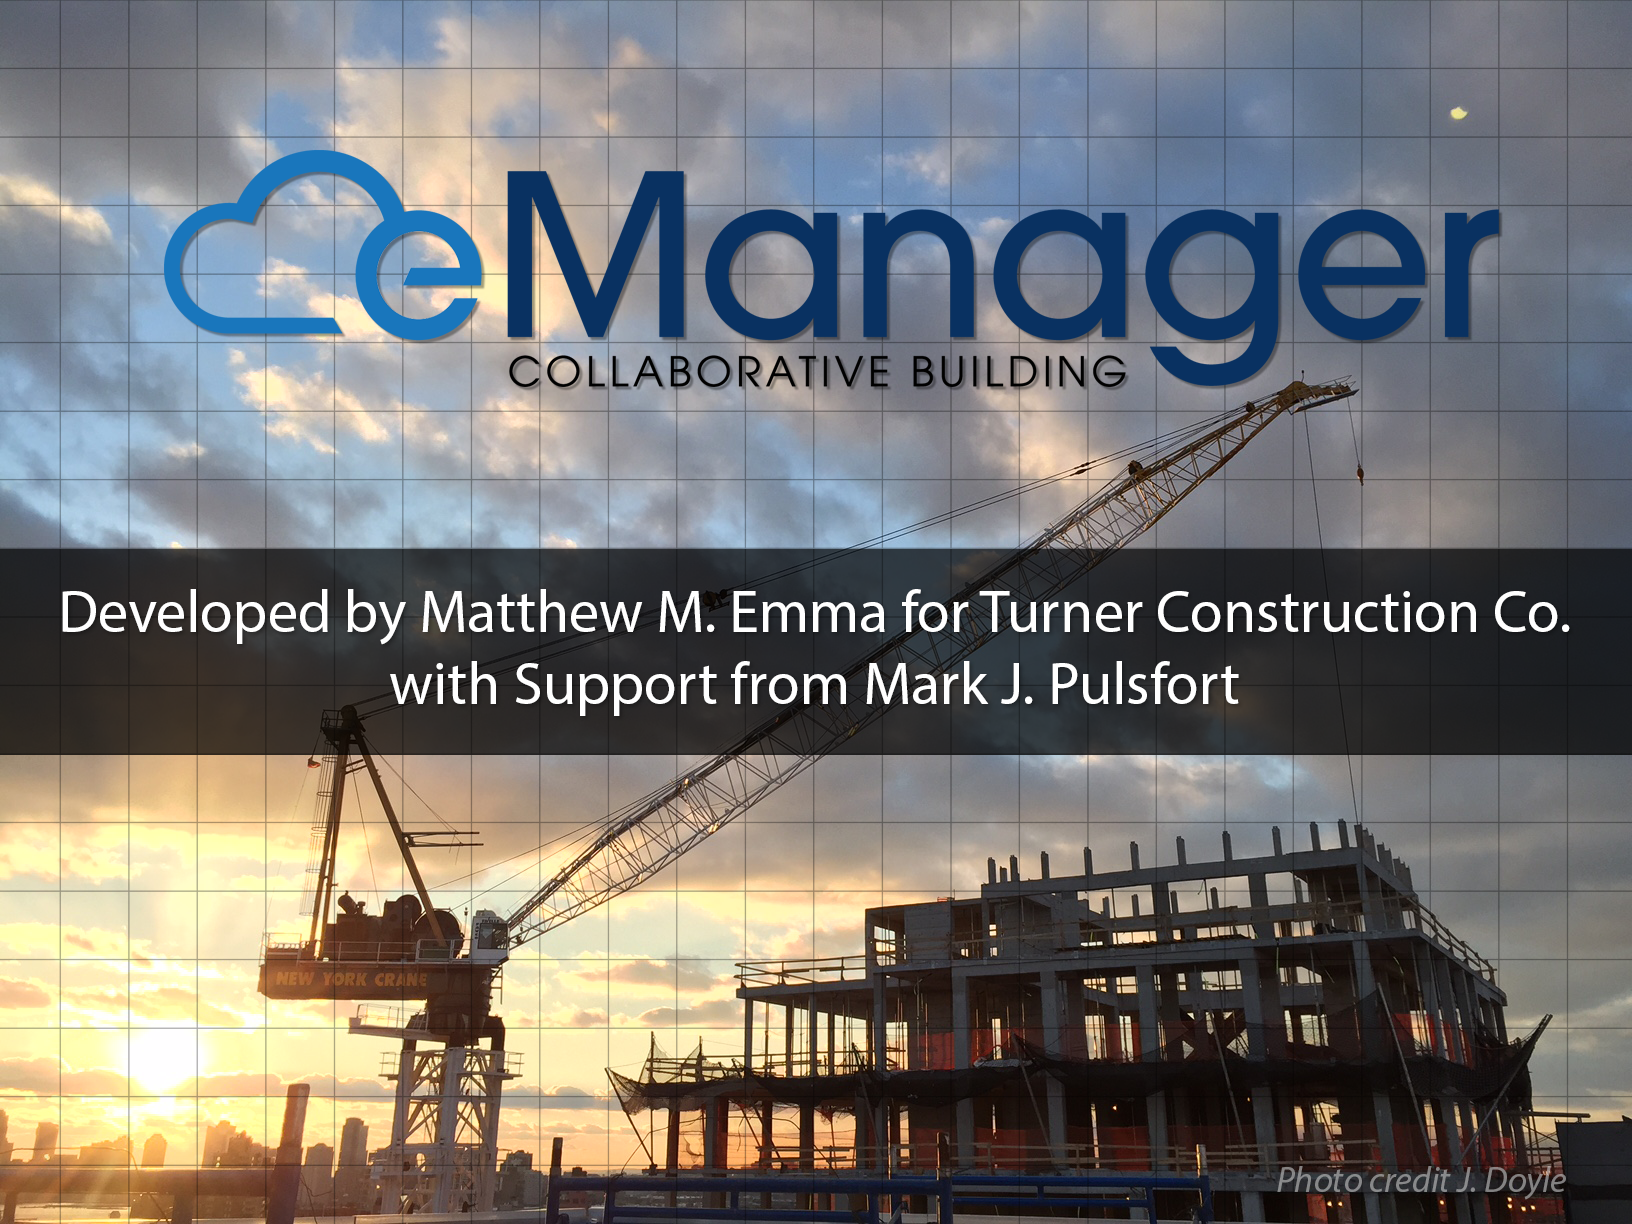 eManager
COLLABORATIVE BUILDING
Developed by Matthew M. Emma for Turner Construction Co.
with Support from Mark J. Pulsfort
NEW YORK CRANE
Photo credit J. Doyle